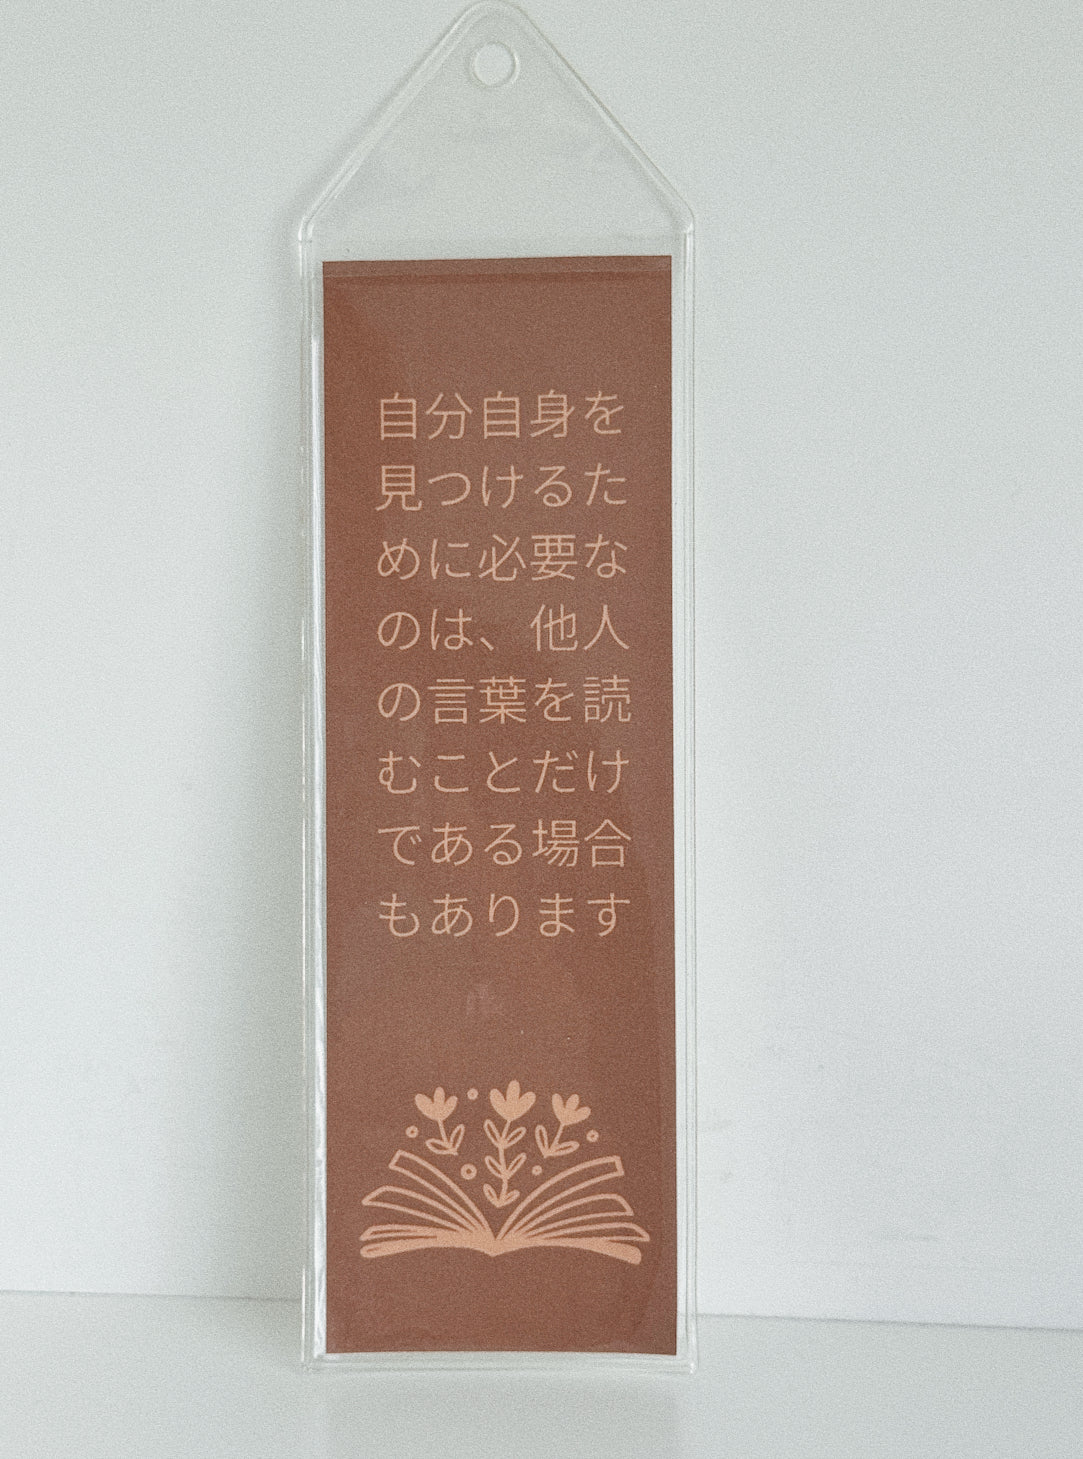 自分自身を
見つけるた
めに必要な
のは、他人
の言葉を読
むことだけ
である場合
もあります